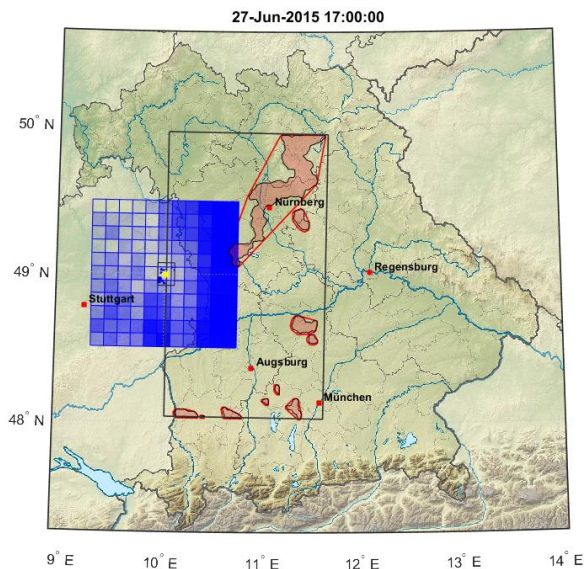 27-Jun-2015 17:00:00
50° N
Nürnberg
49° N
Regensburg
Stuttgart
Augsburg
München
48° N
9° E 10° E 11° E 12° E 13° E 14° E